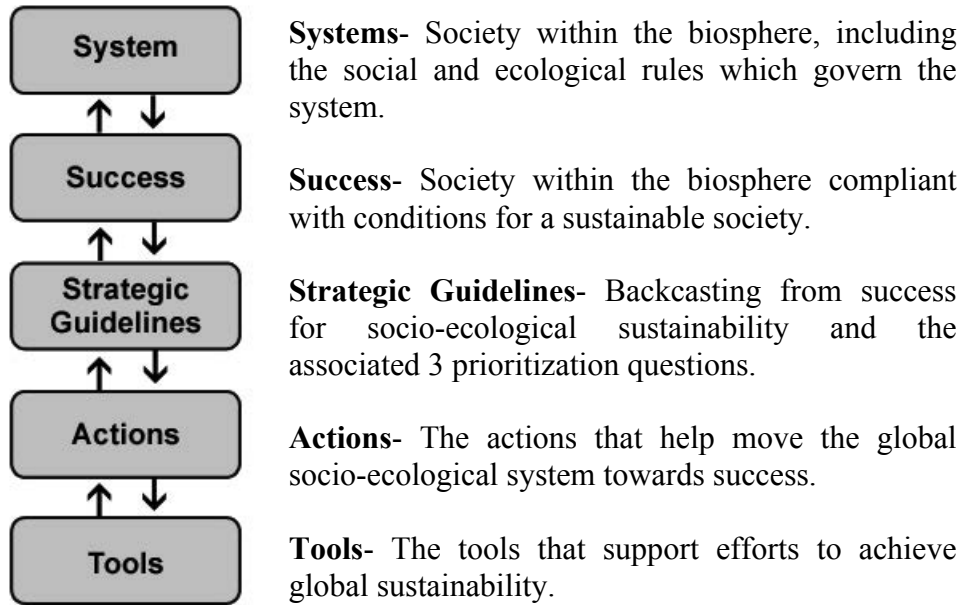 System
Systems- Society within the biosphere, including
the social and ecological rules which govern the
system.
Success
Success- Society within the biosphere compliant
with conditions for a sustainable society.
Strategic
Guidelines
Strategic Guidelines- Backcasting from success
for socio-ecological sustainability and the
associated 3 prioritization questions.
Actions
Actions- The actions that help move the global
socio-ecological system towards success.
Tools
Tools- The tools that support efforts to achieve
global sustainability.